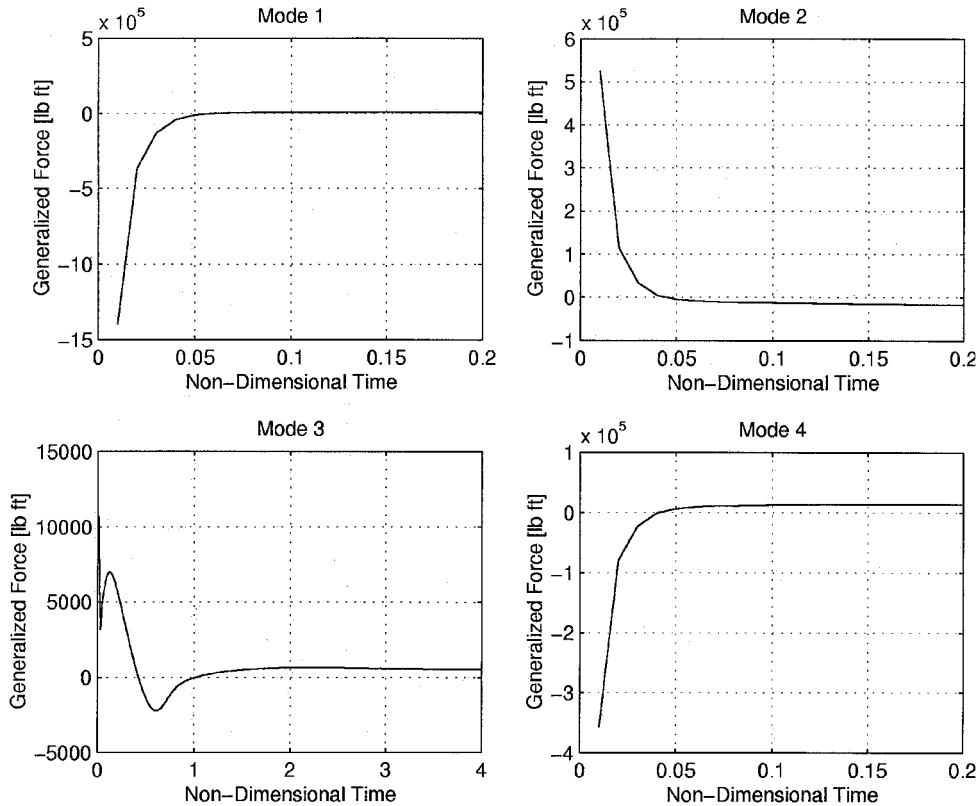 Mode 1
x 10^5
5
0
−5
−10
−15
Generalized Force [lb ft]
0 0.05 0.1 0.15 0.2
Non−Dimensional Time
Mode 2
x 10^5
6
5
4
3
2
1
0
−1
Generalized Force [lb ft]
0 0.05 0.1 0.15 0.2
Non−Dimensional Time
Mode 3
15000
10000
5000
0
−5000
Generalized Force [lb ft]
0 1 2 3 4
Non−Dimensional Time
Mode 4
x 10^5
1
0
−1
−2
−3
−4
Generalized Force [lb ft]
0 0.05 0.1 0.15 0.2
Non−Dimensional Time